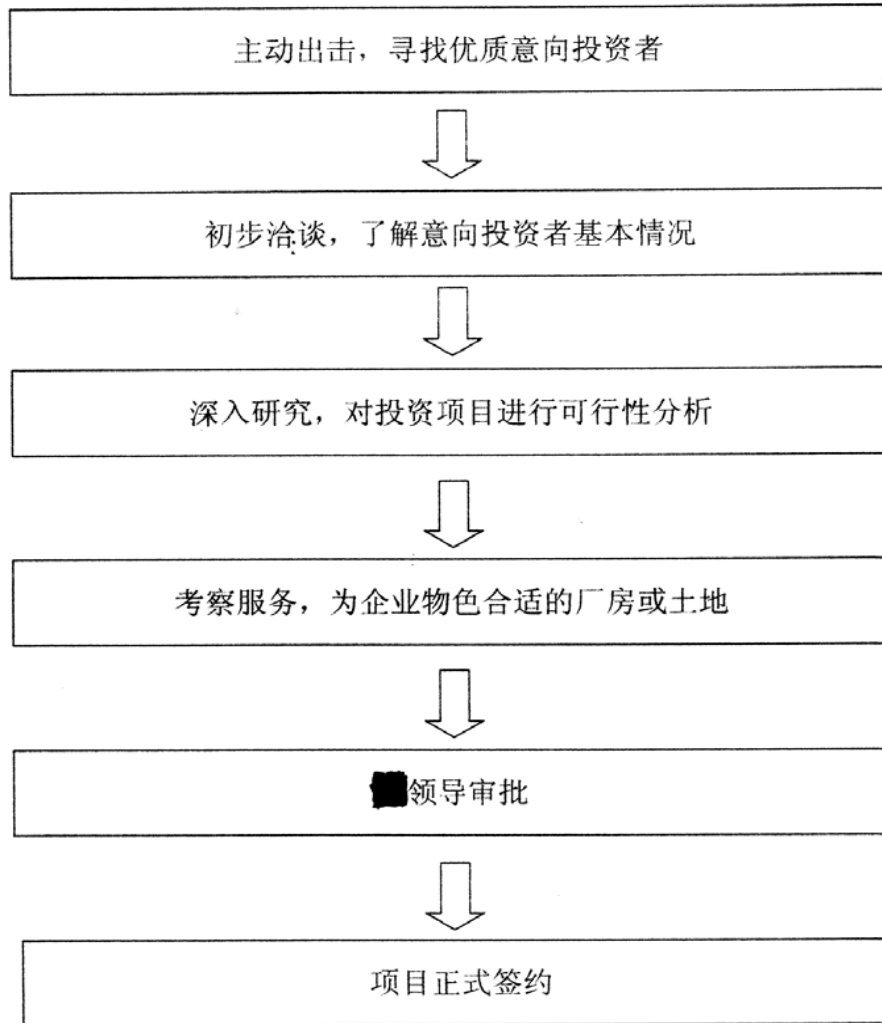 主动出击，寻找优质意向投资者
初步洽谈，了解意向投资者基本情况
深入研究，对投资项目进行可行性分析
考察服务，为企业物色合适的厂房或土地
领导审批
项目正式签约